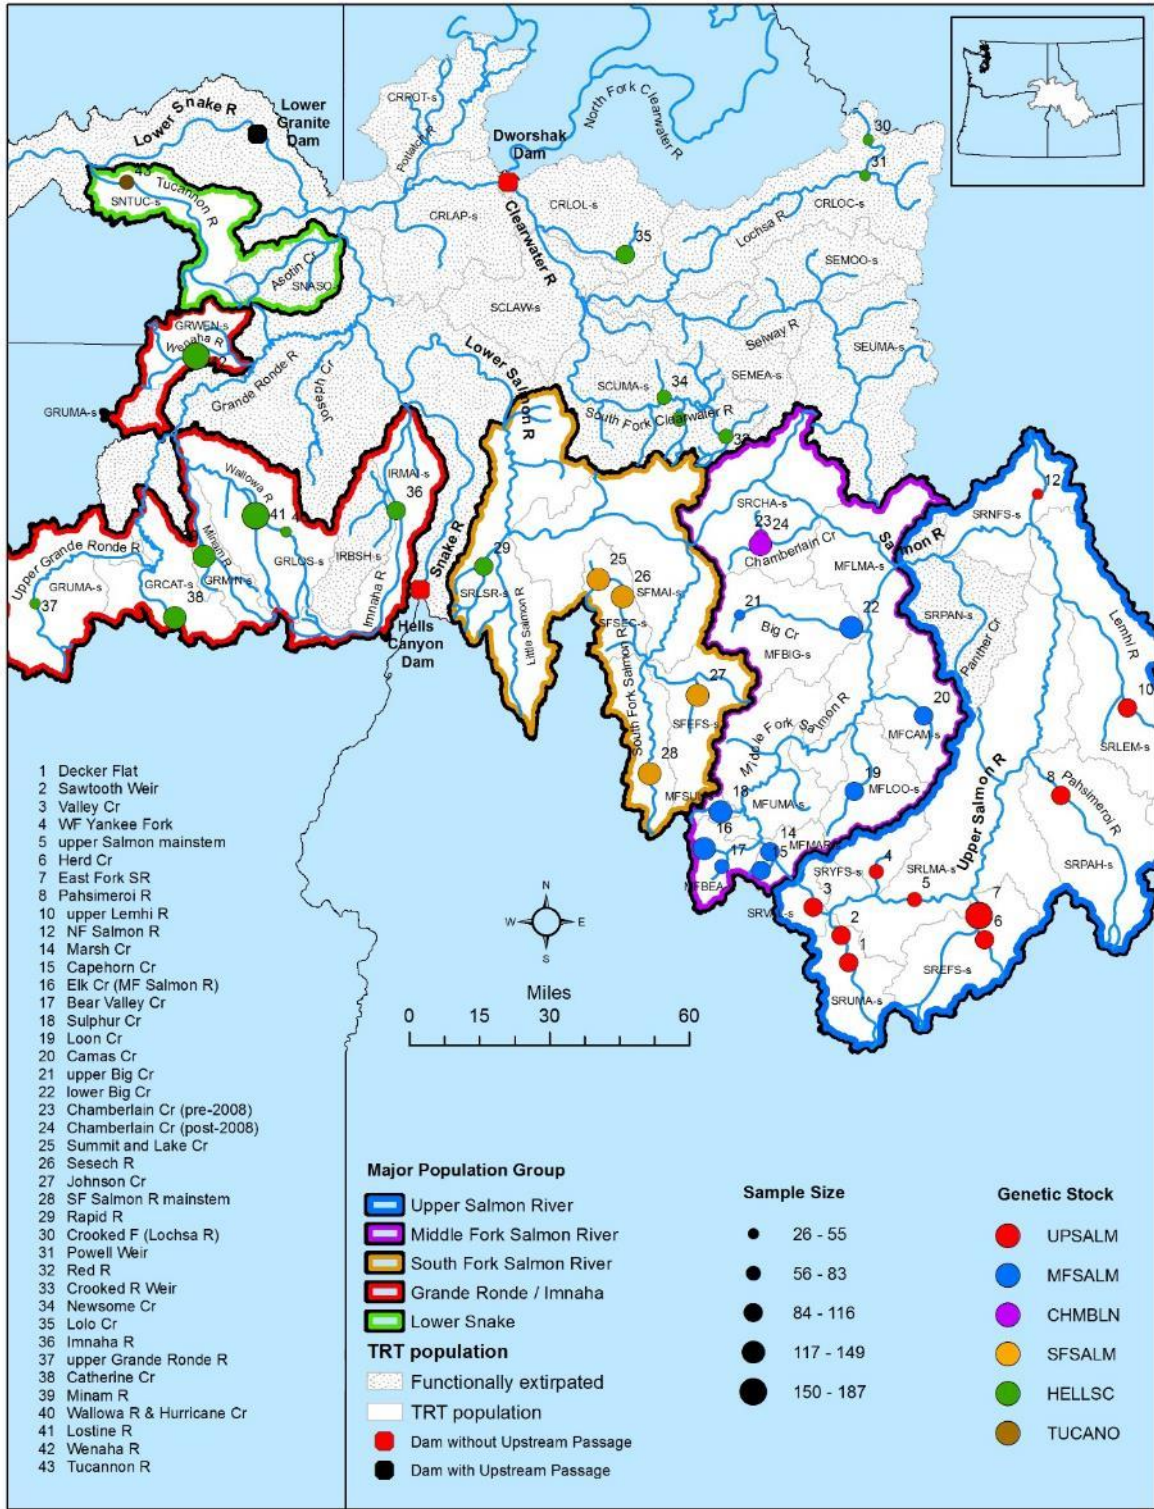 Lower Snake R
Lower
Granite
Dam
CRPOT-s
Potlatch R
North Fork Clearwater R
Dworshak
Dam
30
31
43
Tucannon R
SNTUC-s
CRLAP-s
Clearwater R
CRLOL-s
35
Lochsa R
CRLOC-s
Asotin Cr
SNASO
SEMOO-s
SCLAW-s
GRWEN-s
Wenaha R
Selway R
SEUMA-s
Lower Salmon R
Grande Ronde R
Joseph Cr
SCUMA-s
34
SEMEA-s
GRUMA-s
South Fork Clearwater R
Wallowa R
IRMAI-s
36
SRCHA-s
23
24
Chamberlain Cr
Salmon R
SRNFS-s
12
41
4
Minam R
GRLOS-s
IRBSH-s
Imnaha R
Snake R
29
25
26
SFMAI-s
MFLMA-s
Upper Grande Ronde R
GRUMA-s
GRCAT-s
GRMIN-s
37
38
SRLSR-s
Little Salmon R
SFSEC-s
21
Big Cr
MFBIG-s
22
SRPAN-s
Panther Cr
Lemhi R
Hells
Canyon
Dam
South Fork Salmon R
27
SFEFS-s
Middle Fork Salmon R
20
MFCAM-s
10
SRLEM-s
28
MFSUL-s
18
MFUMA-s
19
MFLOO-s
Upper Salmon R
8
Pahsimeroi R
16
17
14
15
MFMAR-s
MFBEA-s
SRYFS-s
4
SRLMA-s
SRPAH-s
SRVAL-s
3
5
7
2
6
1
SREFS-s
SRUMA-s
N
W E
S
Miles
0 15 30 60
1 Decker Flat
2 Sawtooth Weir
3 Valley Cr
4 WF Yankee Fork
5 upper Salmon mainstem
6 Herd Cr
7 East Fork SR
8 Pahsimeroi R
10 upper Lemhi R
12 NF Salmon R
14 Marsh Cr
15 Capehorn Cr
16 Elk Cr (MF Salmon R)
17 Bear Valley Cr
18 Sulphur Cr
19 Loon Cr
20 Camas Cr
21 upper Big Cr
22 lower Big Cr
23 Chamberlain Cr (pre-2008)
24 Chamberlain Cr (post-2008)
25 Summit and Lake Cr
26 Sesech R
27 Johnson Cr
28 SF Salmon R mainstem
29 Rapid R
30 Crooked F (Lochsa R)
31 Powell Weir
32 Red R
33 Crooked R Weir
34 Newsome Cr
35 Lolo Cr
36 Imnaha R
37 upper Grande Ronde R
38 Catherine Cr
39 Minam R
40 Wallowa R & Hurricane Cr
41 Lostine R
42 Wenaha R
43 Tucannon R
Major Population Group
Upper Salmon River
Middle Fork Salmon River
South Fork Salmon River
Grande Ronde / Imnaha
Lower Snake
TRT population
Functionally extirpated
TRT population
Dam without Upstream Passage
Dam with Upstream Passage
Sample Size
26 - 55
56 - 83
84 - 116
117 - 149
150 - 187
Genetic Stock
UPSALM
MFSALM
CHMBLN
SFSALM
HELLSC
TUCANO